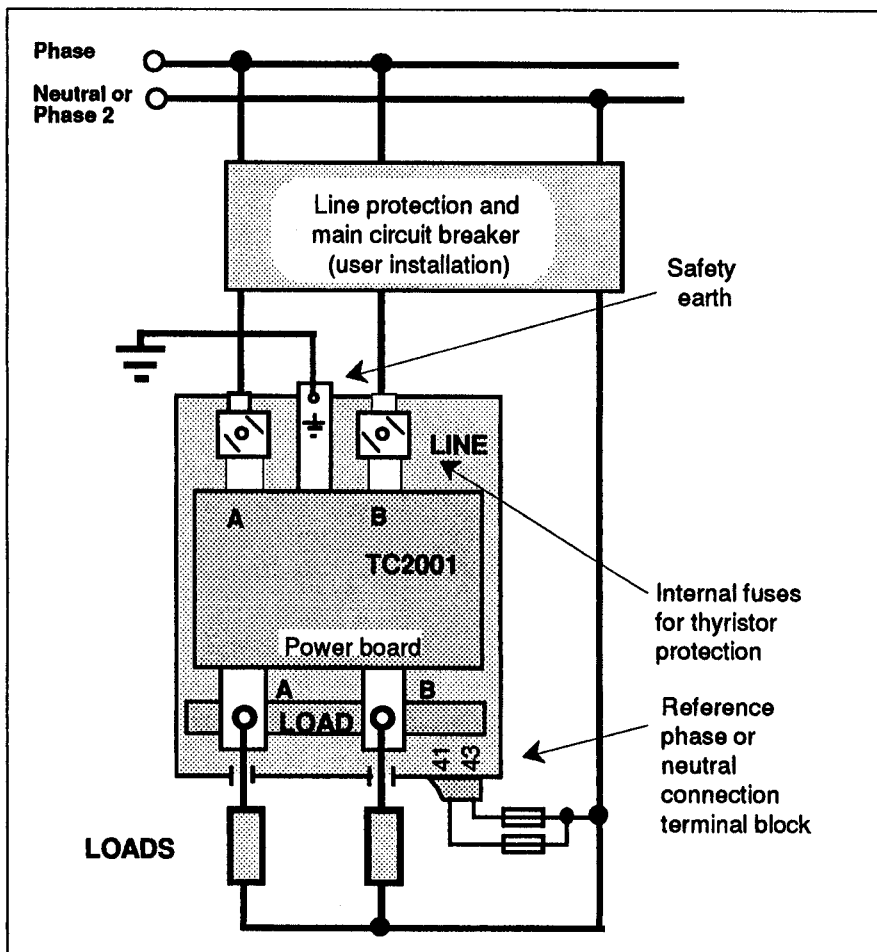 Phase
Neutral or
Phase 2
Line protection and
main circuit breaker
(user installation)
Safety
earth
LINE
A
B
TC2001
Internal fuses
for thyristor
protection
Power board
A
B
LOAD
41
43
Reference
phase or
neutral
connection
terminal block
LOADS